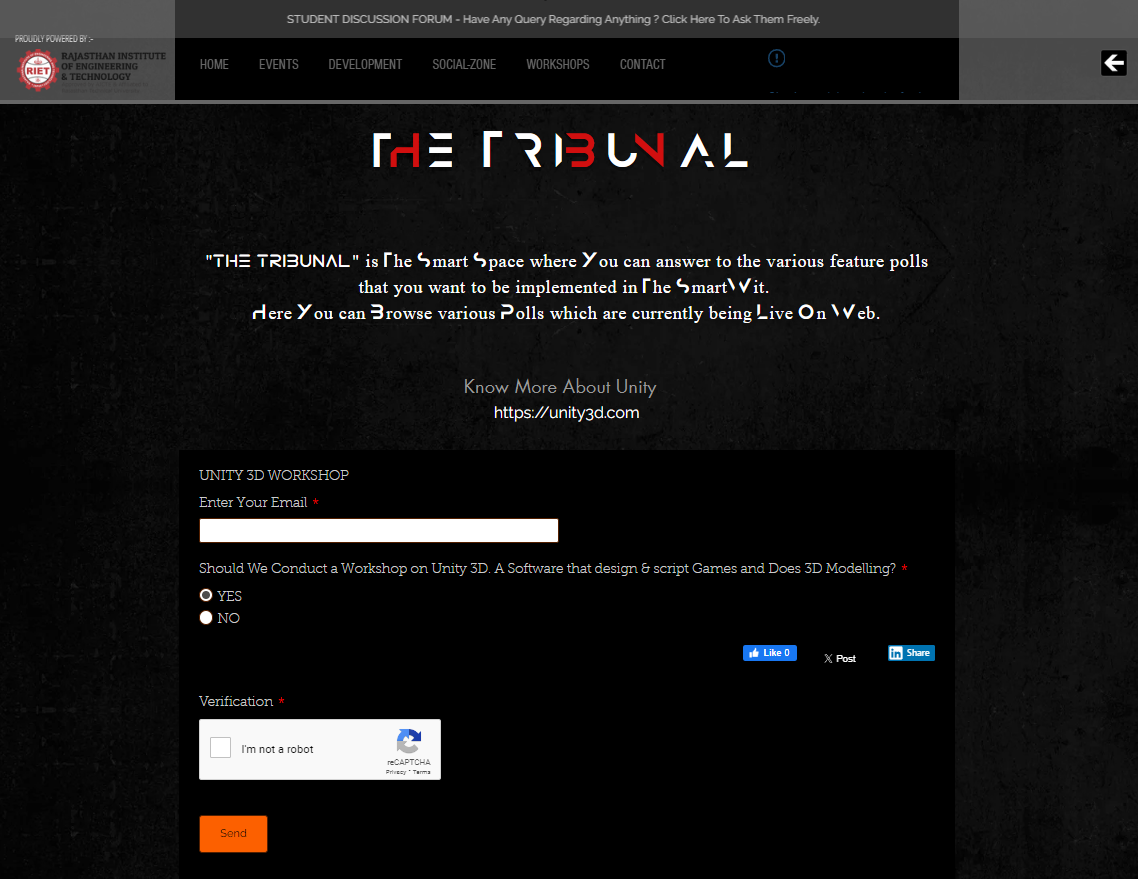 STUDENT DISCUSSION FORUM - Have Any Query Regarding Anything ? Click Here To Ask Them Freely.
PROUDLY POWERED BY :-
RIET
RAJASTHAN INSTITUTE
OF ENGINEERING
& TECHNOLOGY
HOME EVENTS DEVELOPMENT SOCIAL-ZONE WORKSHOPS CONTACT
THE TRIBUNAL
"THE TRIBUNAL" is The Smart Space where You can answer to the various feature polls
that you want to be implemented in The SmartWit.
Here You can Browse various Polls which are currently being Live On Web.
Know More About Unity
https://unity3d.com
UNITY 3D WORKSHOP
Enter Your Email *
Should We Conduct a Workshop on Unity 3D. A Software that design & script Games and Does 3D Modelling? *
YES
NO
Like 0 X Post in Share
Verification *
I'm not a robot
reCAPTCHA
Privacy - Terms
Send